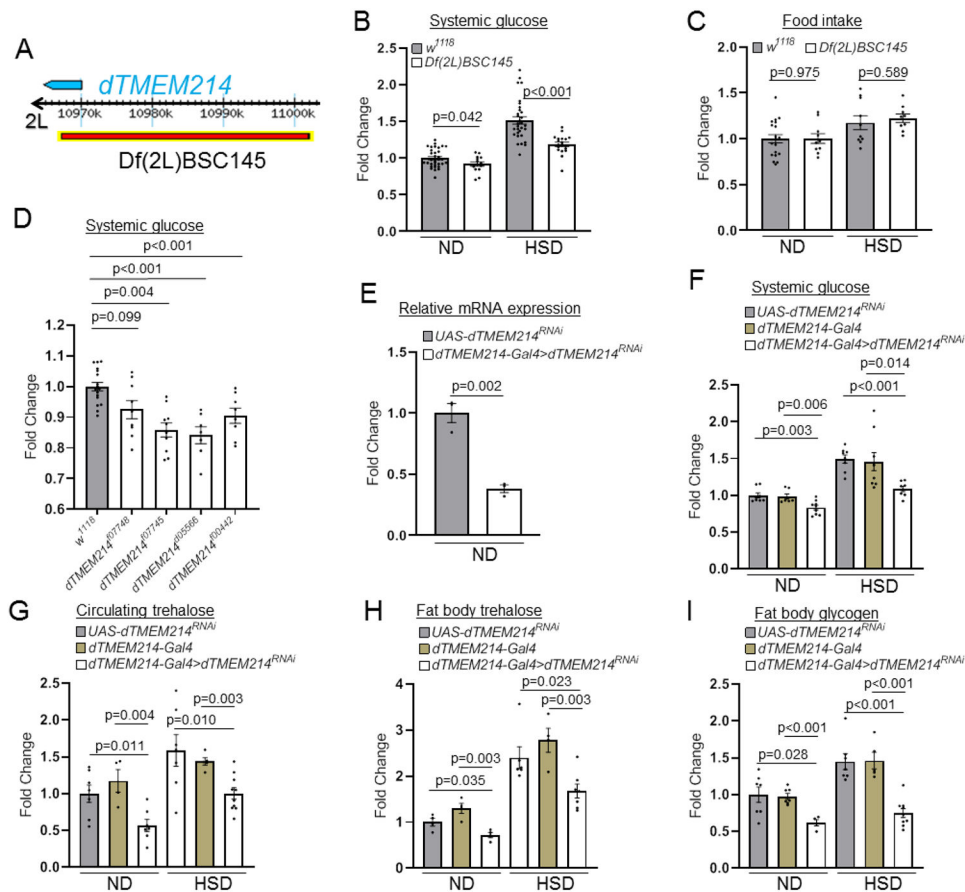 A
dTMEM214
2L
10970k 10980k 10990k 11000k
Df(2L)BSC145
B
Systemic glucose
w1118
Df(2L)BSC145
Fold Change
2.5
2.0
1.5
1.0
0.5
0.0
p=0.042
p<0.001
ND HSD
C
Food intake
w1118 Df(2L)BSC145
Fold Change
2.0
1.5
1.0
0.5
0.0
p=0.975
p=0.589
ND HSD
D
Systemic glucose
p<0.001
p<0.001
p=0.004
p=0.099
Fold Change
1.2
1.1
1.0
0.9
0.8
0.7
0.6
w1118
dTMEM214f07748
dTMEM214f07745
dTMEM214d05566
dTMEM214f00442
E
Relative mRNA expression
UAS-dTMEM214RNAi
dTMEM214-Gal4>dTMEM214RNAi
Fold Change
1.5
1.0
0.5
0.0
p=0.002
ND
F
Systemic glucose
UAS-dTMEM214RNAi
dTMEM214-Gal4
dTMEM214-Gal4>dTMEM214RNAi
p=0.014
p<0.001
p=0.006
p=0.003
Fold Change
2.5
2.0
1.5
1.0
0.5
0.0
ND HSD
G
Circulating trehalose
UAS-dTMEM214RNAi
dTMEM214-Gal4
dTMEM214-Gal4>dTMEM214RNAi
Fold Change
2.5
2.0
1.5
1.0
0.5
0.0
p=0.003
p=0.004
p=0.010
p=0.011
ND HSD
H
Fat body trehalose
UAS-dTMEM214RNAi
dTMEM214-Gal4
dTMEM214-Gal4>dTMEM214RNAi
Fold Change
4
3
2
1
0
p=0.023
p=0.003
p=0.003
p=0.035
ND HSD
I
Fat body glycogen
UAS-dTMEM214RNAi
dTMEM214-Gal4
dTMEM214-Gal4>dTMEM214RNAi
Fold Change
2.5
2.0
1.5
1.0
0.5
0.0
p<0.001
p<0.001
p<0.001
p=0.028
ND HSD